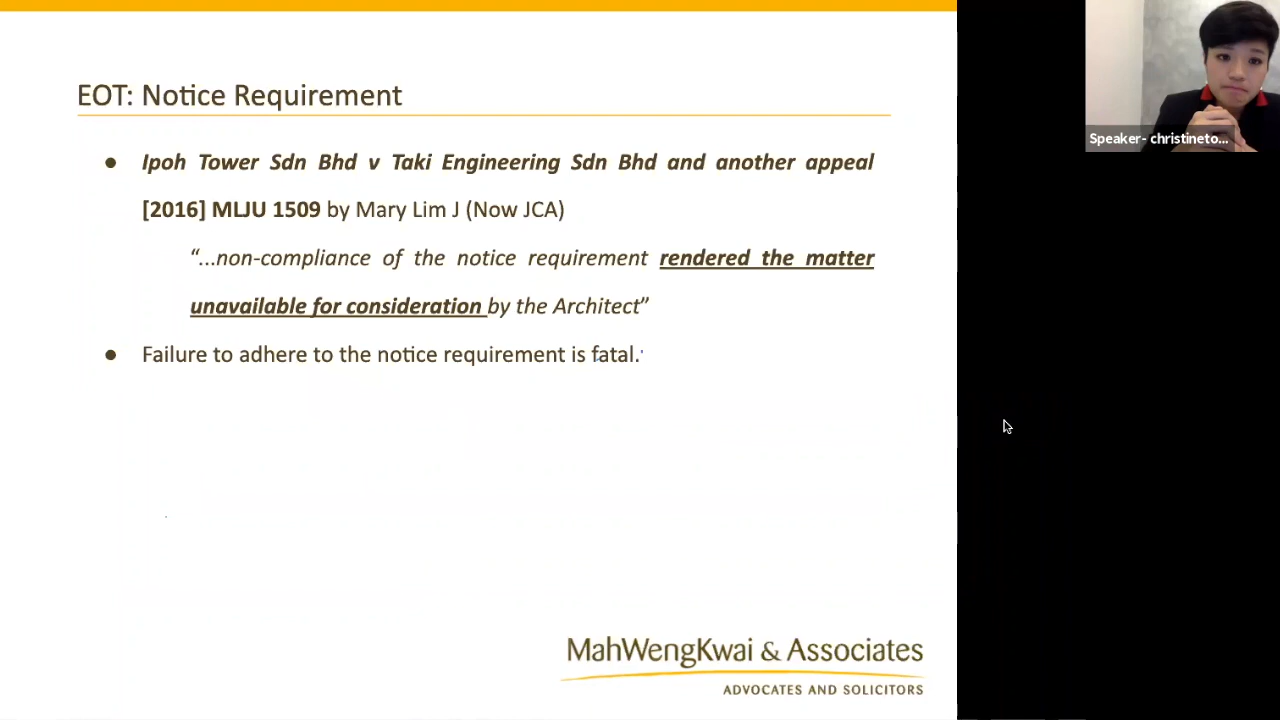 EOT: Notice Requirement
● Ipoh Tower Sdn Bhd v Taki Engineering Sdn Bhd and another appeal
[2016] MLJU 1509 by Mary Lim J (Now JCA)
“...non-compliance of the notice requirement rendered the matter
unavailable for consideration by the Architect”
● Failure to adhere to the notice requirement is fatal.
MahWengKwai & Associates
ADVOCATES AND SOLICITORS
Speaker- christineto...